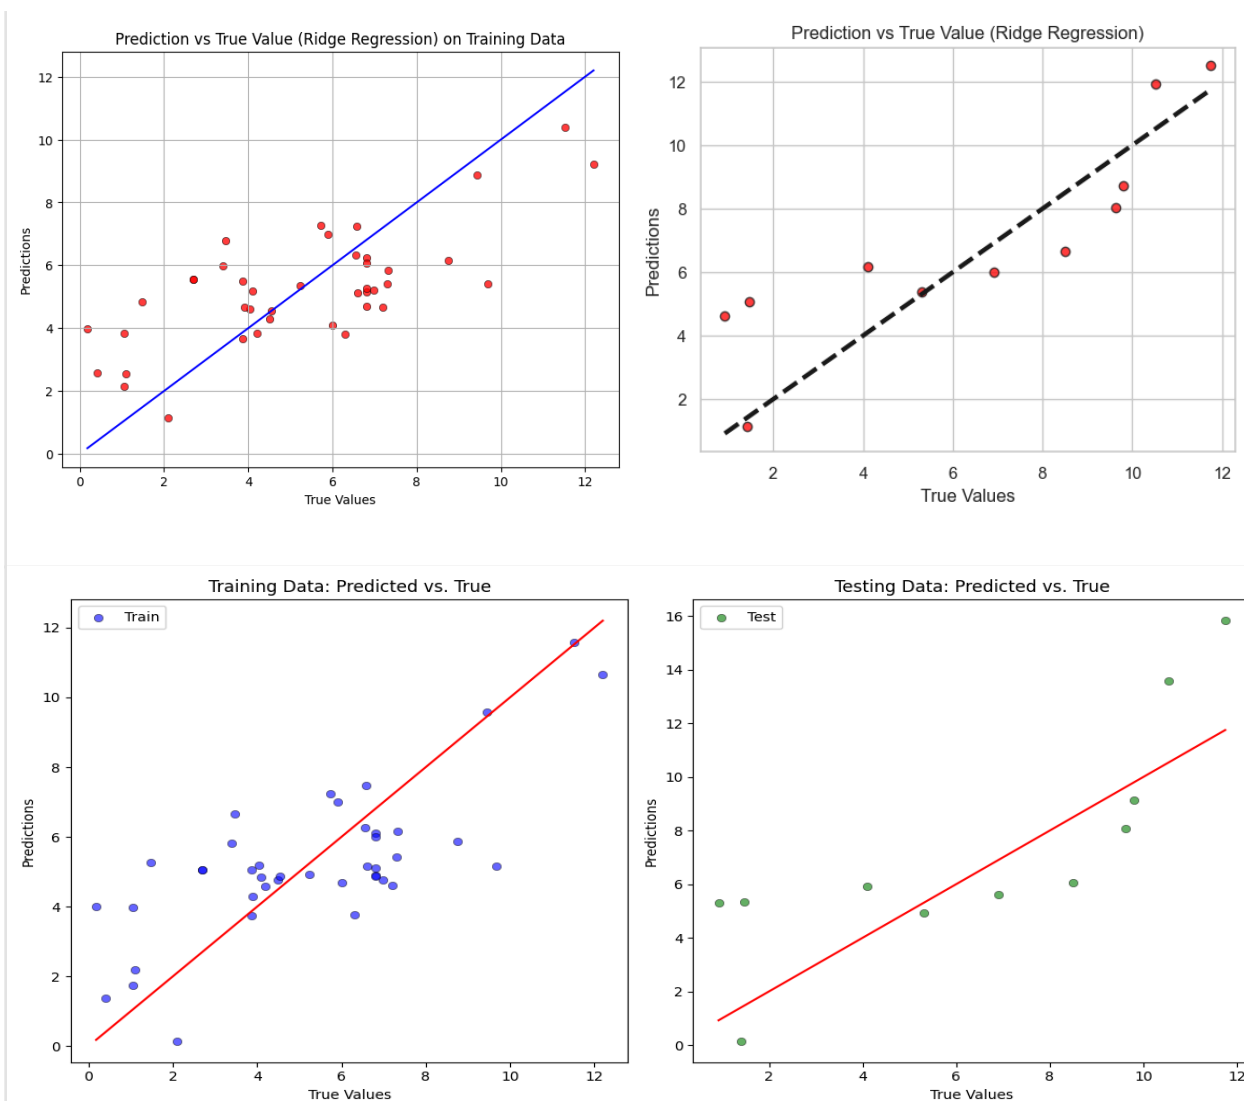 Prediction vs True Value (Ridge Regression) on Training Data
12
10
8
6
4
2
0
Predictions
0 2 4 6 8 10 12
True Values
Prediction vs True Value (Ridge Regression)
12
10
8
6
4
2
Predictions
2 4 6 8 10 12
True Values
Training Data: Predicted vs. True
Train
12
10
8
6
4
2
0
Predictions
0 2 4 6 8 10 12
True Values
Testing Data: Predicted vs. True
Test
16
14
12
10
8
6
4
2
0
Predictions
2 4 6 8 10 12
True Values